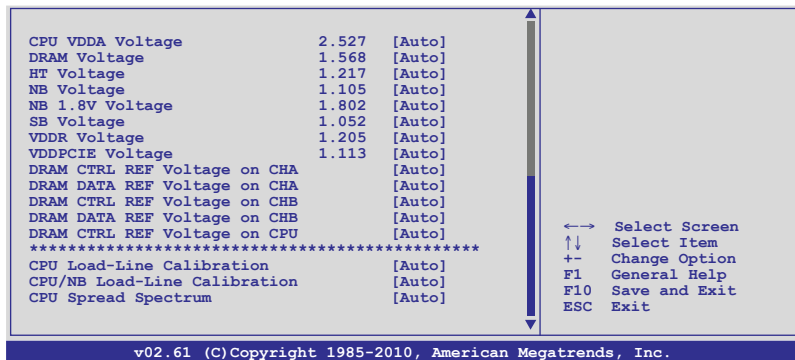 CPU VDDA Voltage 2.527 [Auto]
DRAM Voltage 1.568 [Auto]
HT Voltage 1.217 [Auto]
NB Voltage 1.105 [Auto]
NB 1.8V Voltage 1.802 [Auto]
SB Voltage 1.052 [Auto]
VDDR Voltage 1.205 [Auto]
VDDPCIE Voltage 1.113 [Auto]
DRAM CTRL REF Voltage on CHA [Auto]
DRAM DATA REF Voltage on CHA [Auto]
DRAM CTRL REF Voltage on CHB [Auto]
DRAM DATA REF Voltage on CHB [Auto]
DRAM CTRL REF Voltage on CPU [Auto]
***********************************************
CPU Load-Line Calibration [Auto]
CPU/NB Load-Line Calibration [Auto]
CPU Spread Spectrum [Auto]
←→ Select Screen
↑↓ Select Item
+- Change Option
F1 General Help
F10 Save and Exit
ESC Exit
v02.61 (C)Copyright 1985-2010, American Megatrends, Inc.